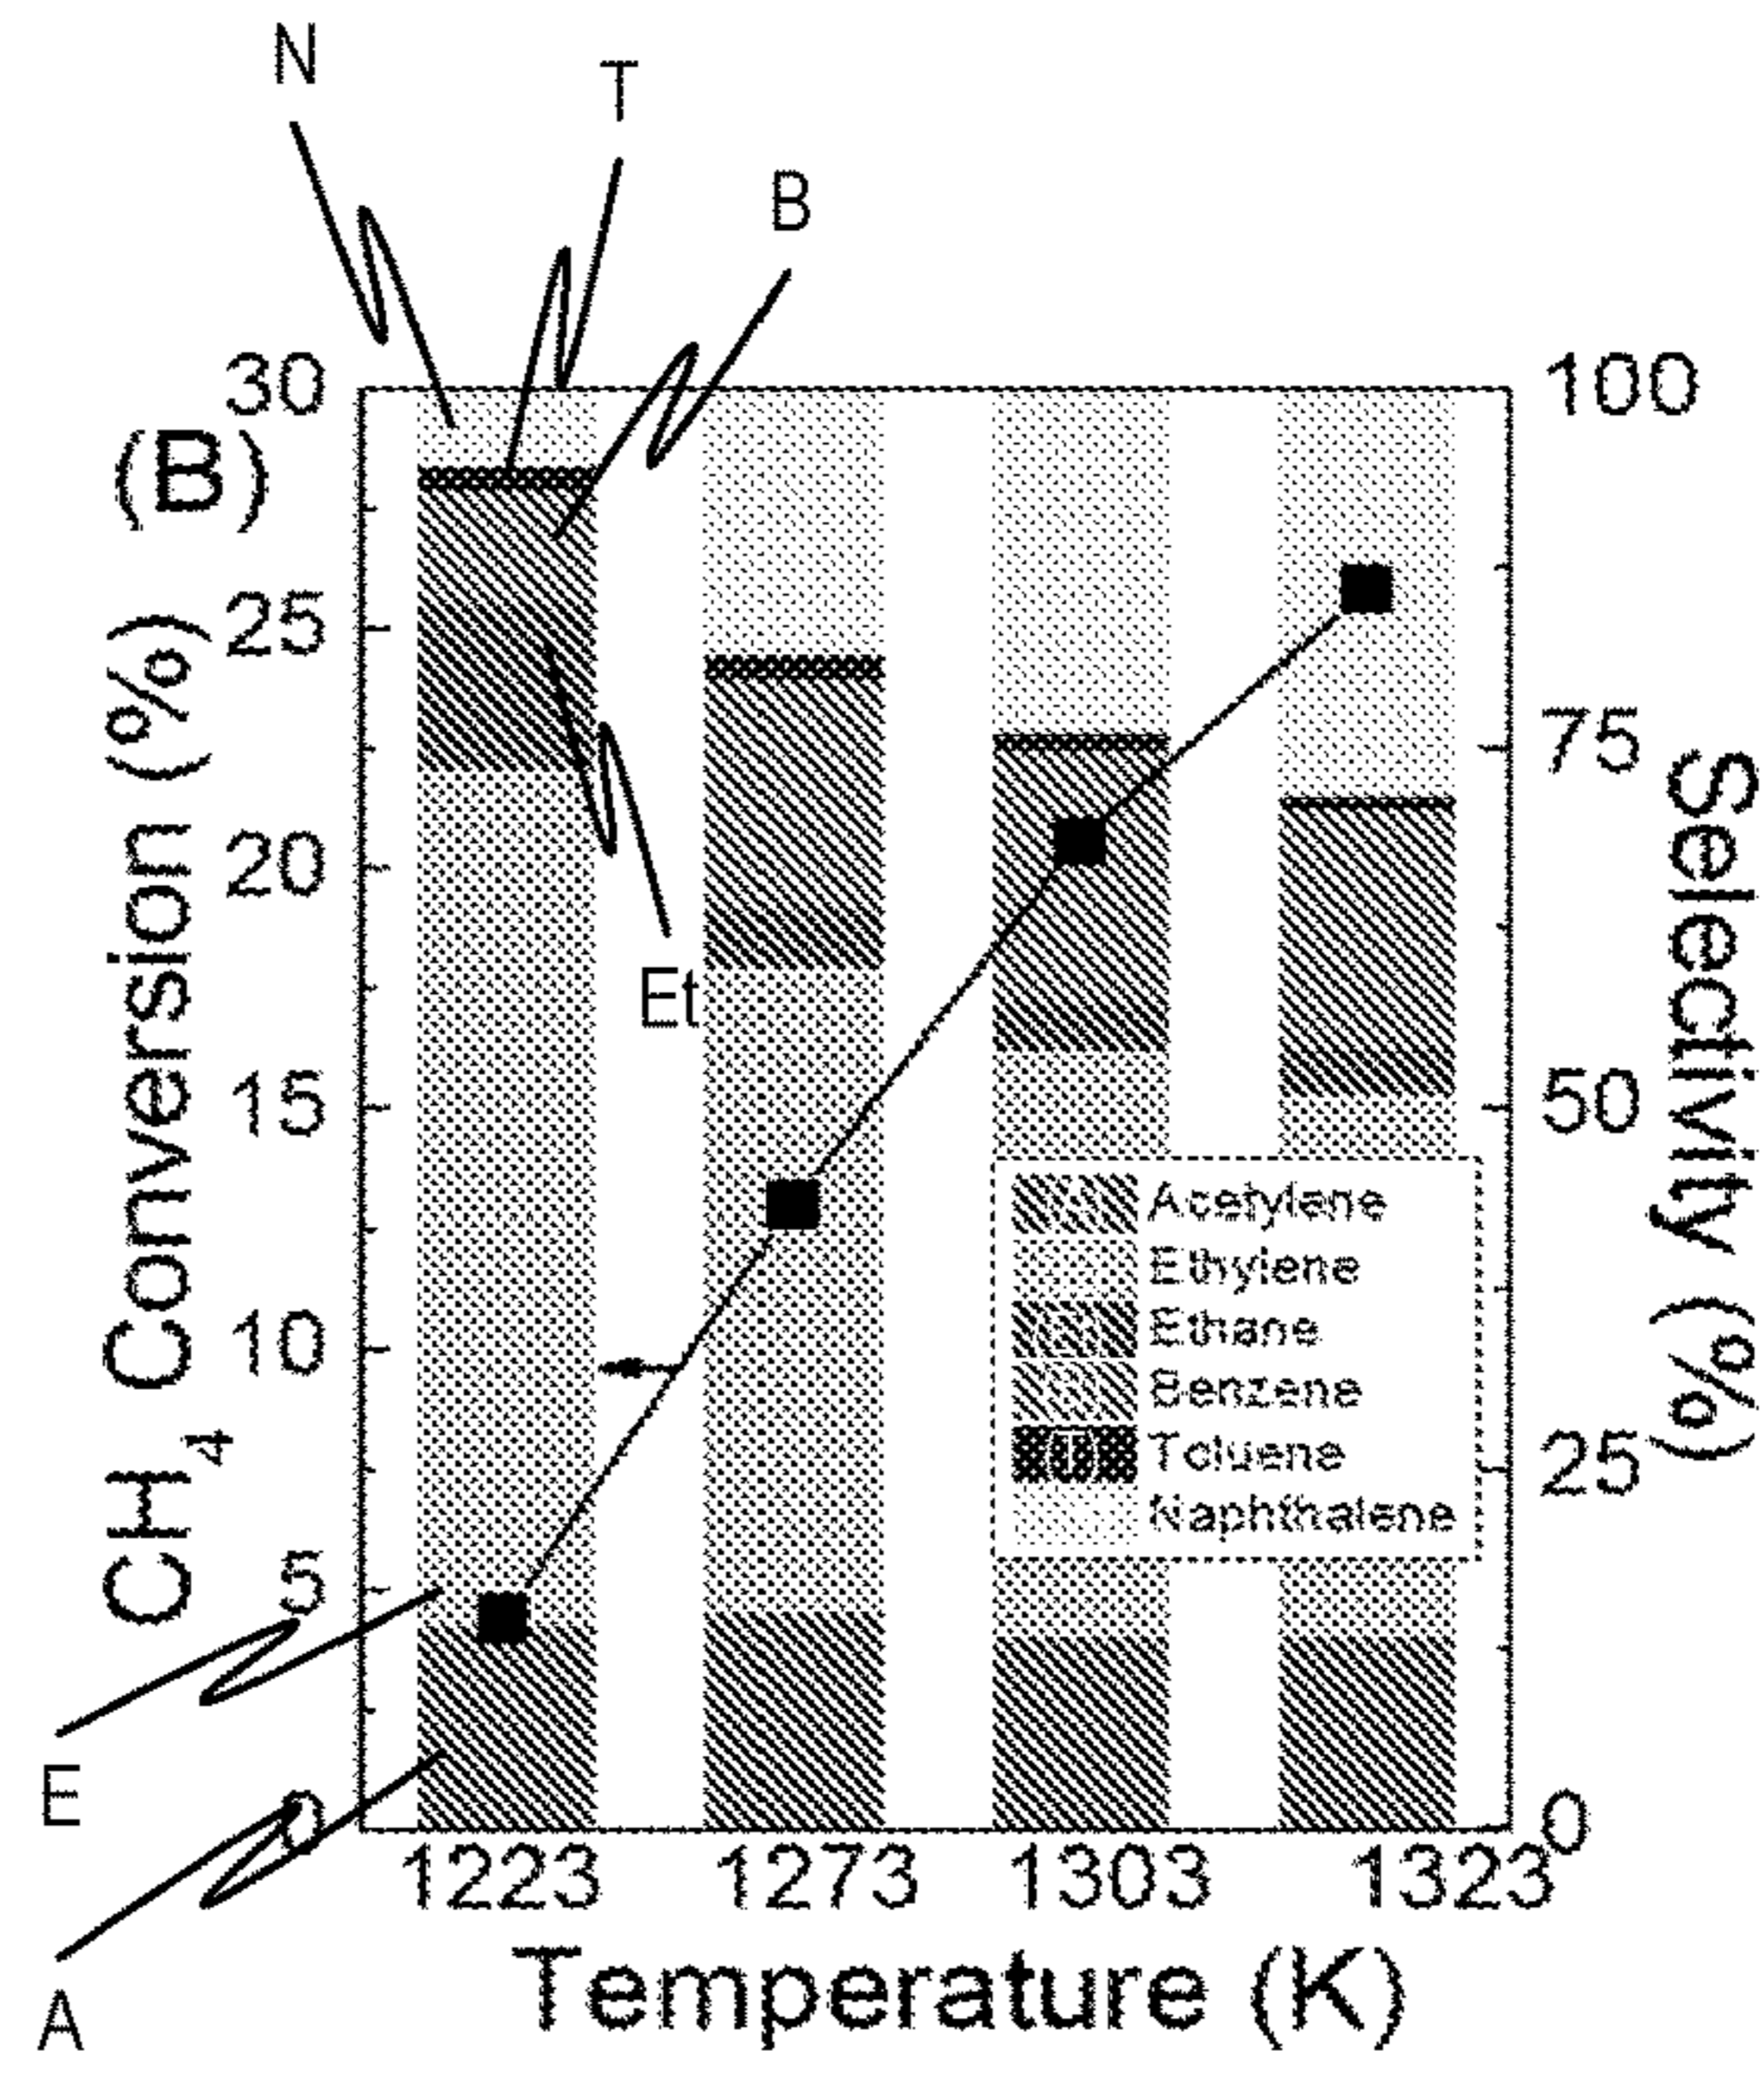 N
T
B
30
100
(B)
25
75
20
Et
15
50
10
25
5
0
0
E
A
CH4 Conversion (%)
Selectivity (%)
Acetylene
Ethylene
Ethane
Benzene
T Toluene
Naphthalene
1223 1273 1303 1323
Temperature (K)